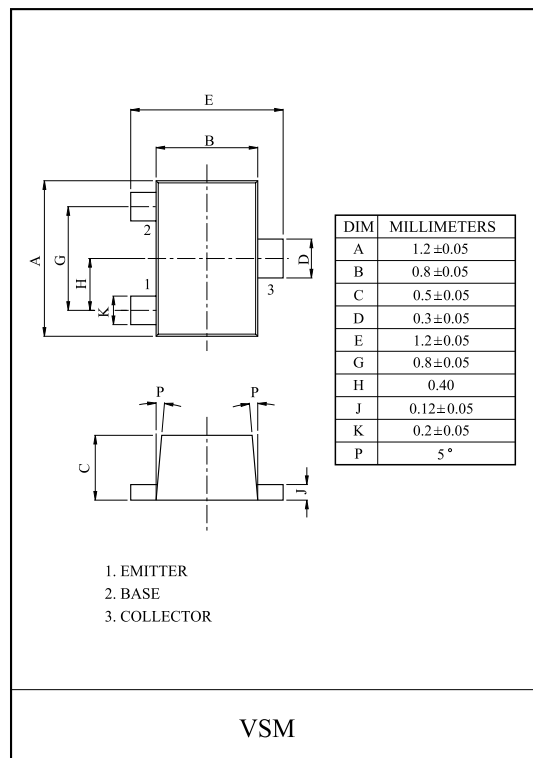 E
B
A
G
H
K
2
1
D
3
P P
C
J
DIM MILLIMETERS
A 1.2±0.05
B 0.8±0.05
C 0.5±0.05
D 0.3±0.05
E 1.2±0.05
G 0.8±0.05
H 0.40
J 0.12±0.05
K 0.2±0.05
P 5°
1. EMITTER
2. BASE
3. COLLECTOR
VSM